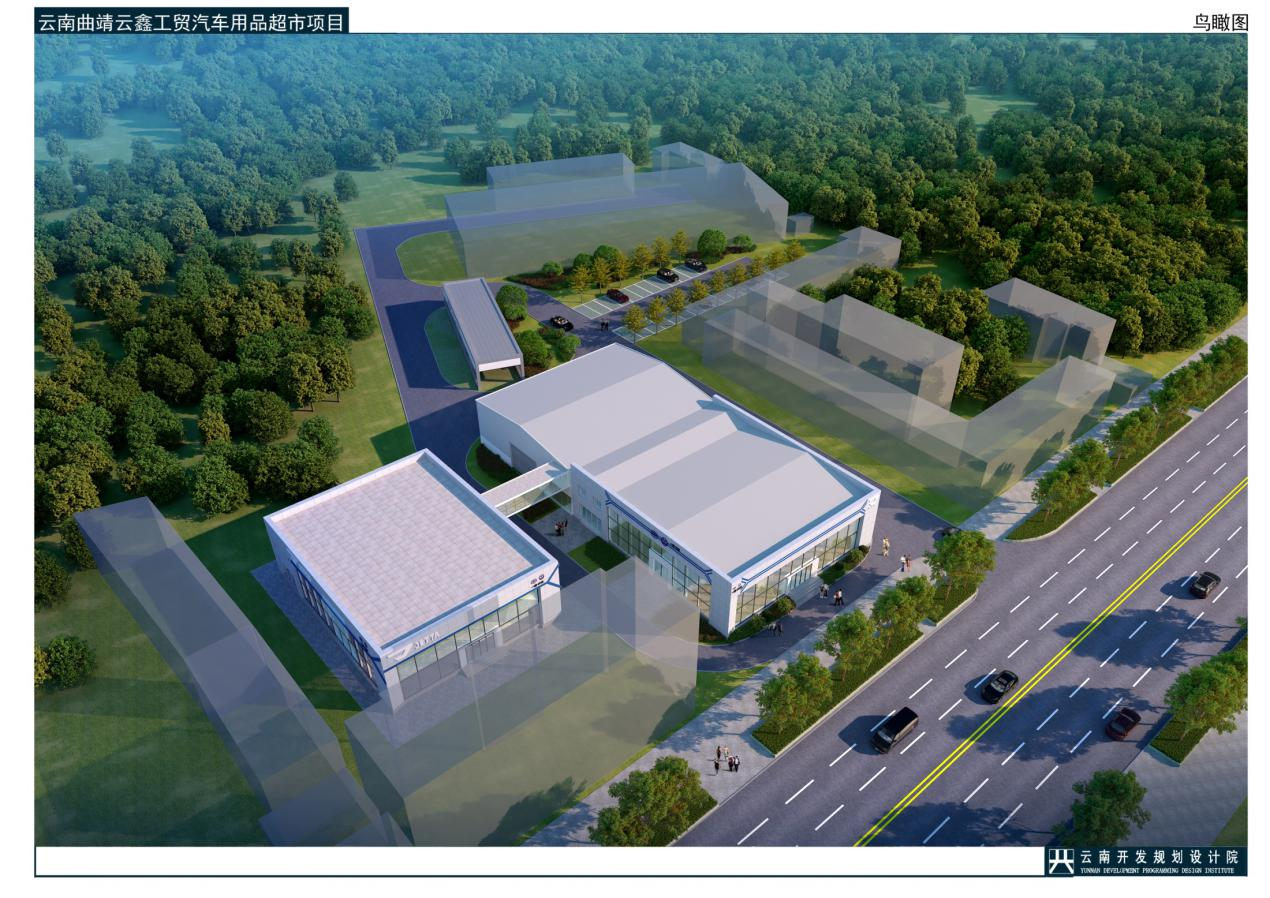 云南曲靖云鑫工贸汽车用品超市项目
鸟瞰图
JETTA
云南开发规划设计院
YUNNAN DEVELOPMENT PROGRAMMING DESIGN INSTITUTE